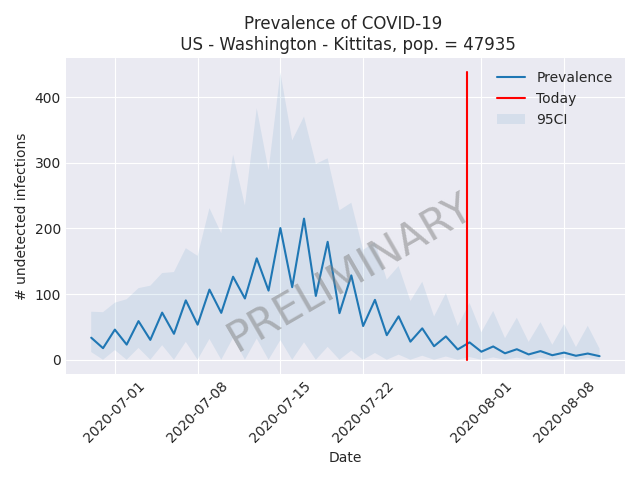 Prevalence of COVID-19
US - Washington - Kittitas, pop. = 47935
# undetected infections
400
300
200
100
0
Prevalence
Today
95CI
PRELIMINARY
2020-07-01
2020-07-08
2020-07-15
2020-07-22
2020-08-01
2020-08-08
Date